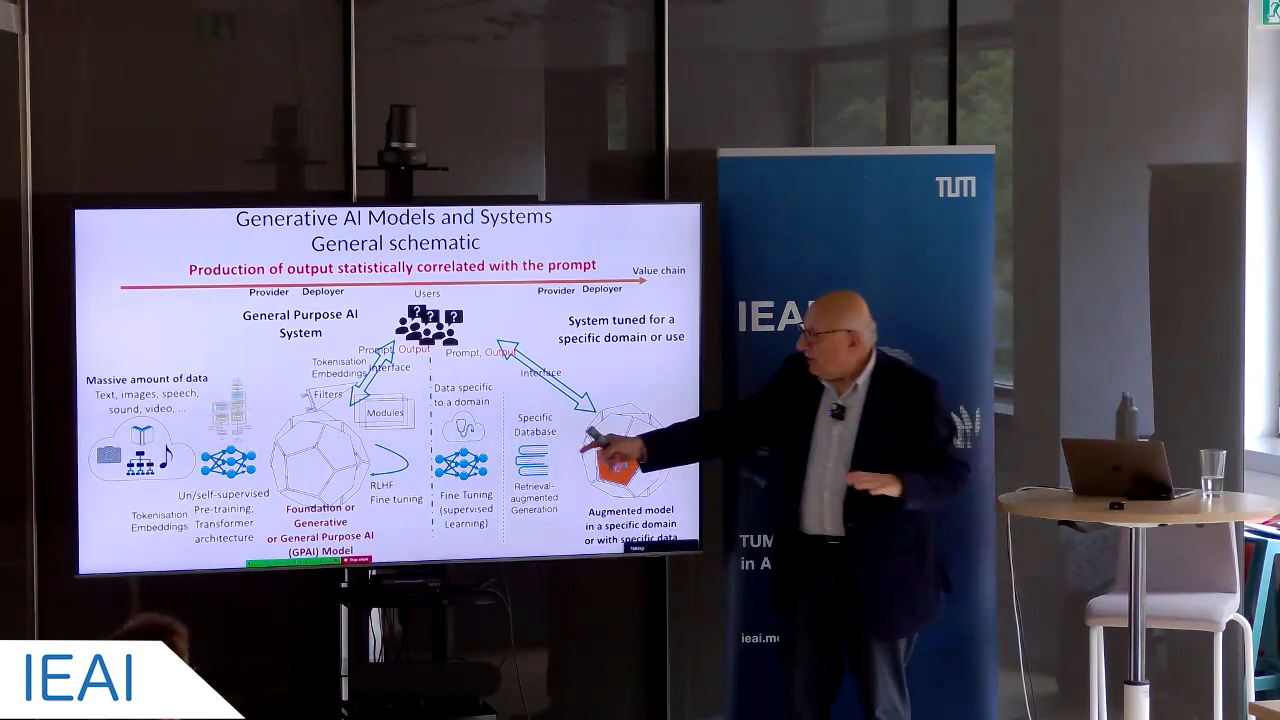 Generative AI Models and Systems
General schematic
Production of output statistically correlated with the prompt
Value chain
Provider Deployer
Users
Provider Deployer
General Purpose AI
System
? ? ?
System tuned for a
specific domain or use
Prompt, Output
Prompt, Output
Tokenisation
Embeddings
Interface
Interface
Massive amount of data
Text, images, speech,
sound, video, ...
Filters
Modules
Data specific
to a domain
Specific
Database
Tokenisation
Embeddings
Un/self-supervised
Pre-training,
Transformer
architecture
RLHF
Fine tuning
Foundation or
Generative
or General Purpose AI
(GPAI) Model
Fine Tuning
(supervised
Learning)
Retrieval-
augmented
Generation
Augmented model
in a specific domain
or with specific data
Talking:
Stop share
TUM
IEA
TUM
in A
ieai.m
IEAI